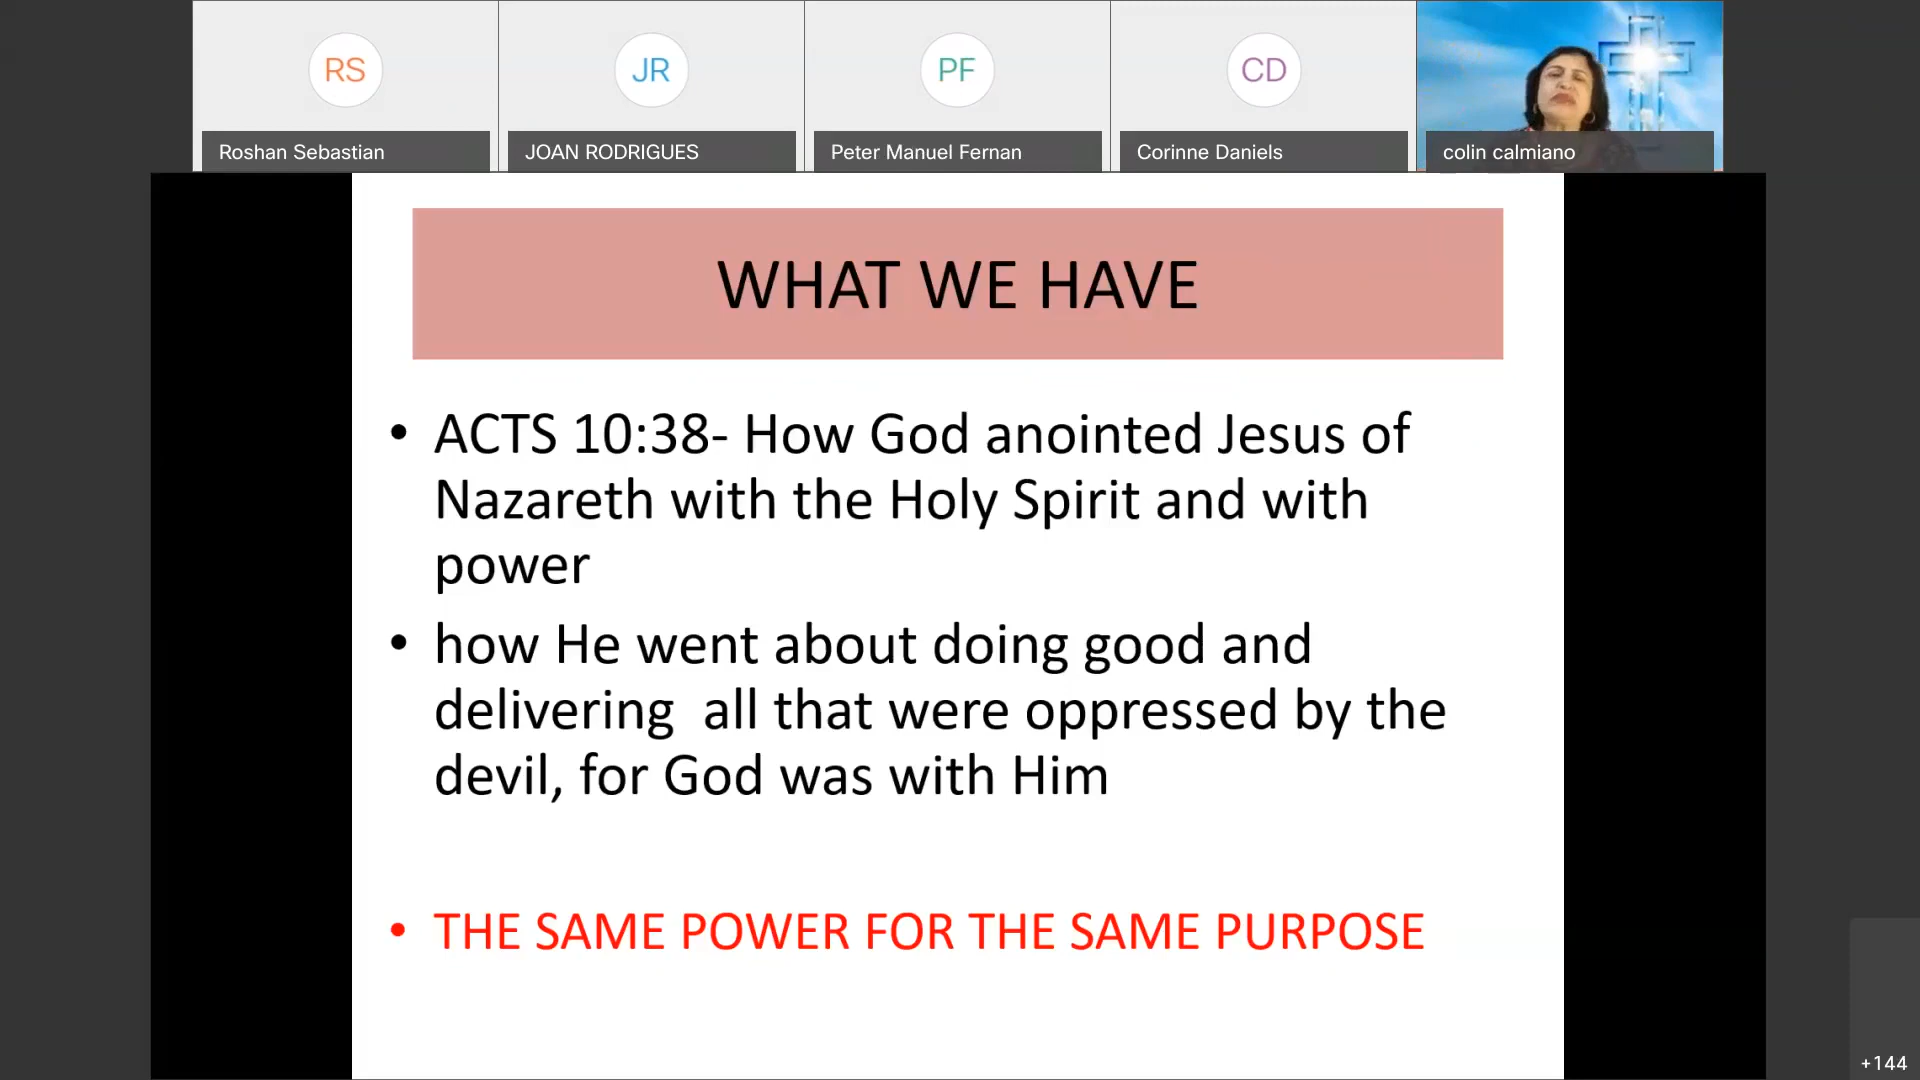 RS
JR
PF
CD
Roshan Sebastian
JOAN RODRIGUES
Peter Manuel Fernan
Corinne Daniels
colin calmiano
WHAT WE HAVE
• ACTS 10:38- How God anointed Jesus of
Nazareth with the Holy Spirit and with
power
• how He went about doing good and
delivering  all that were oppressed by the
devil, for God was with Him
• THE SAME POWER FOR THE SAME PURPOSE
+144